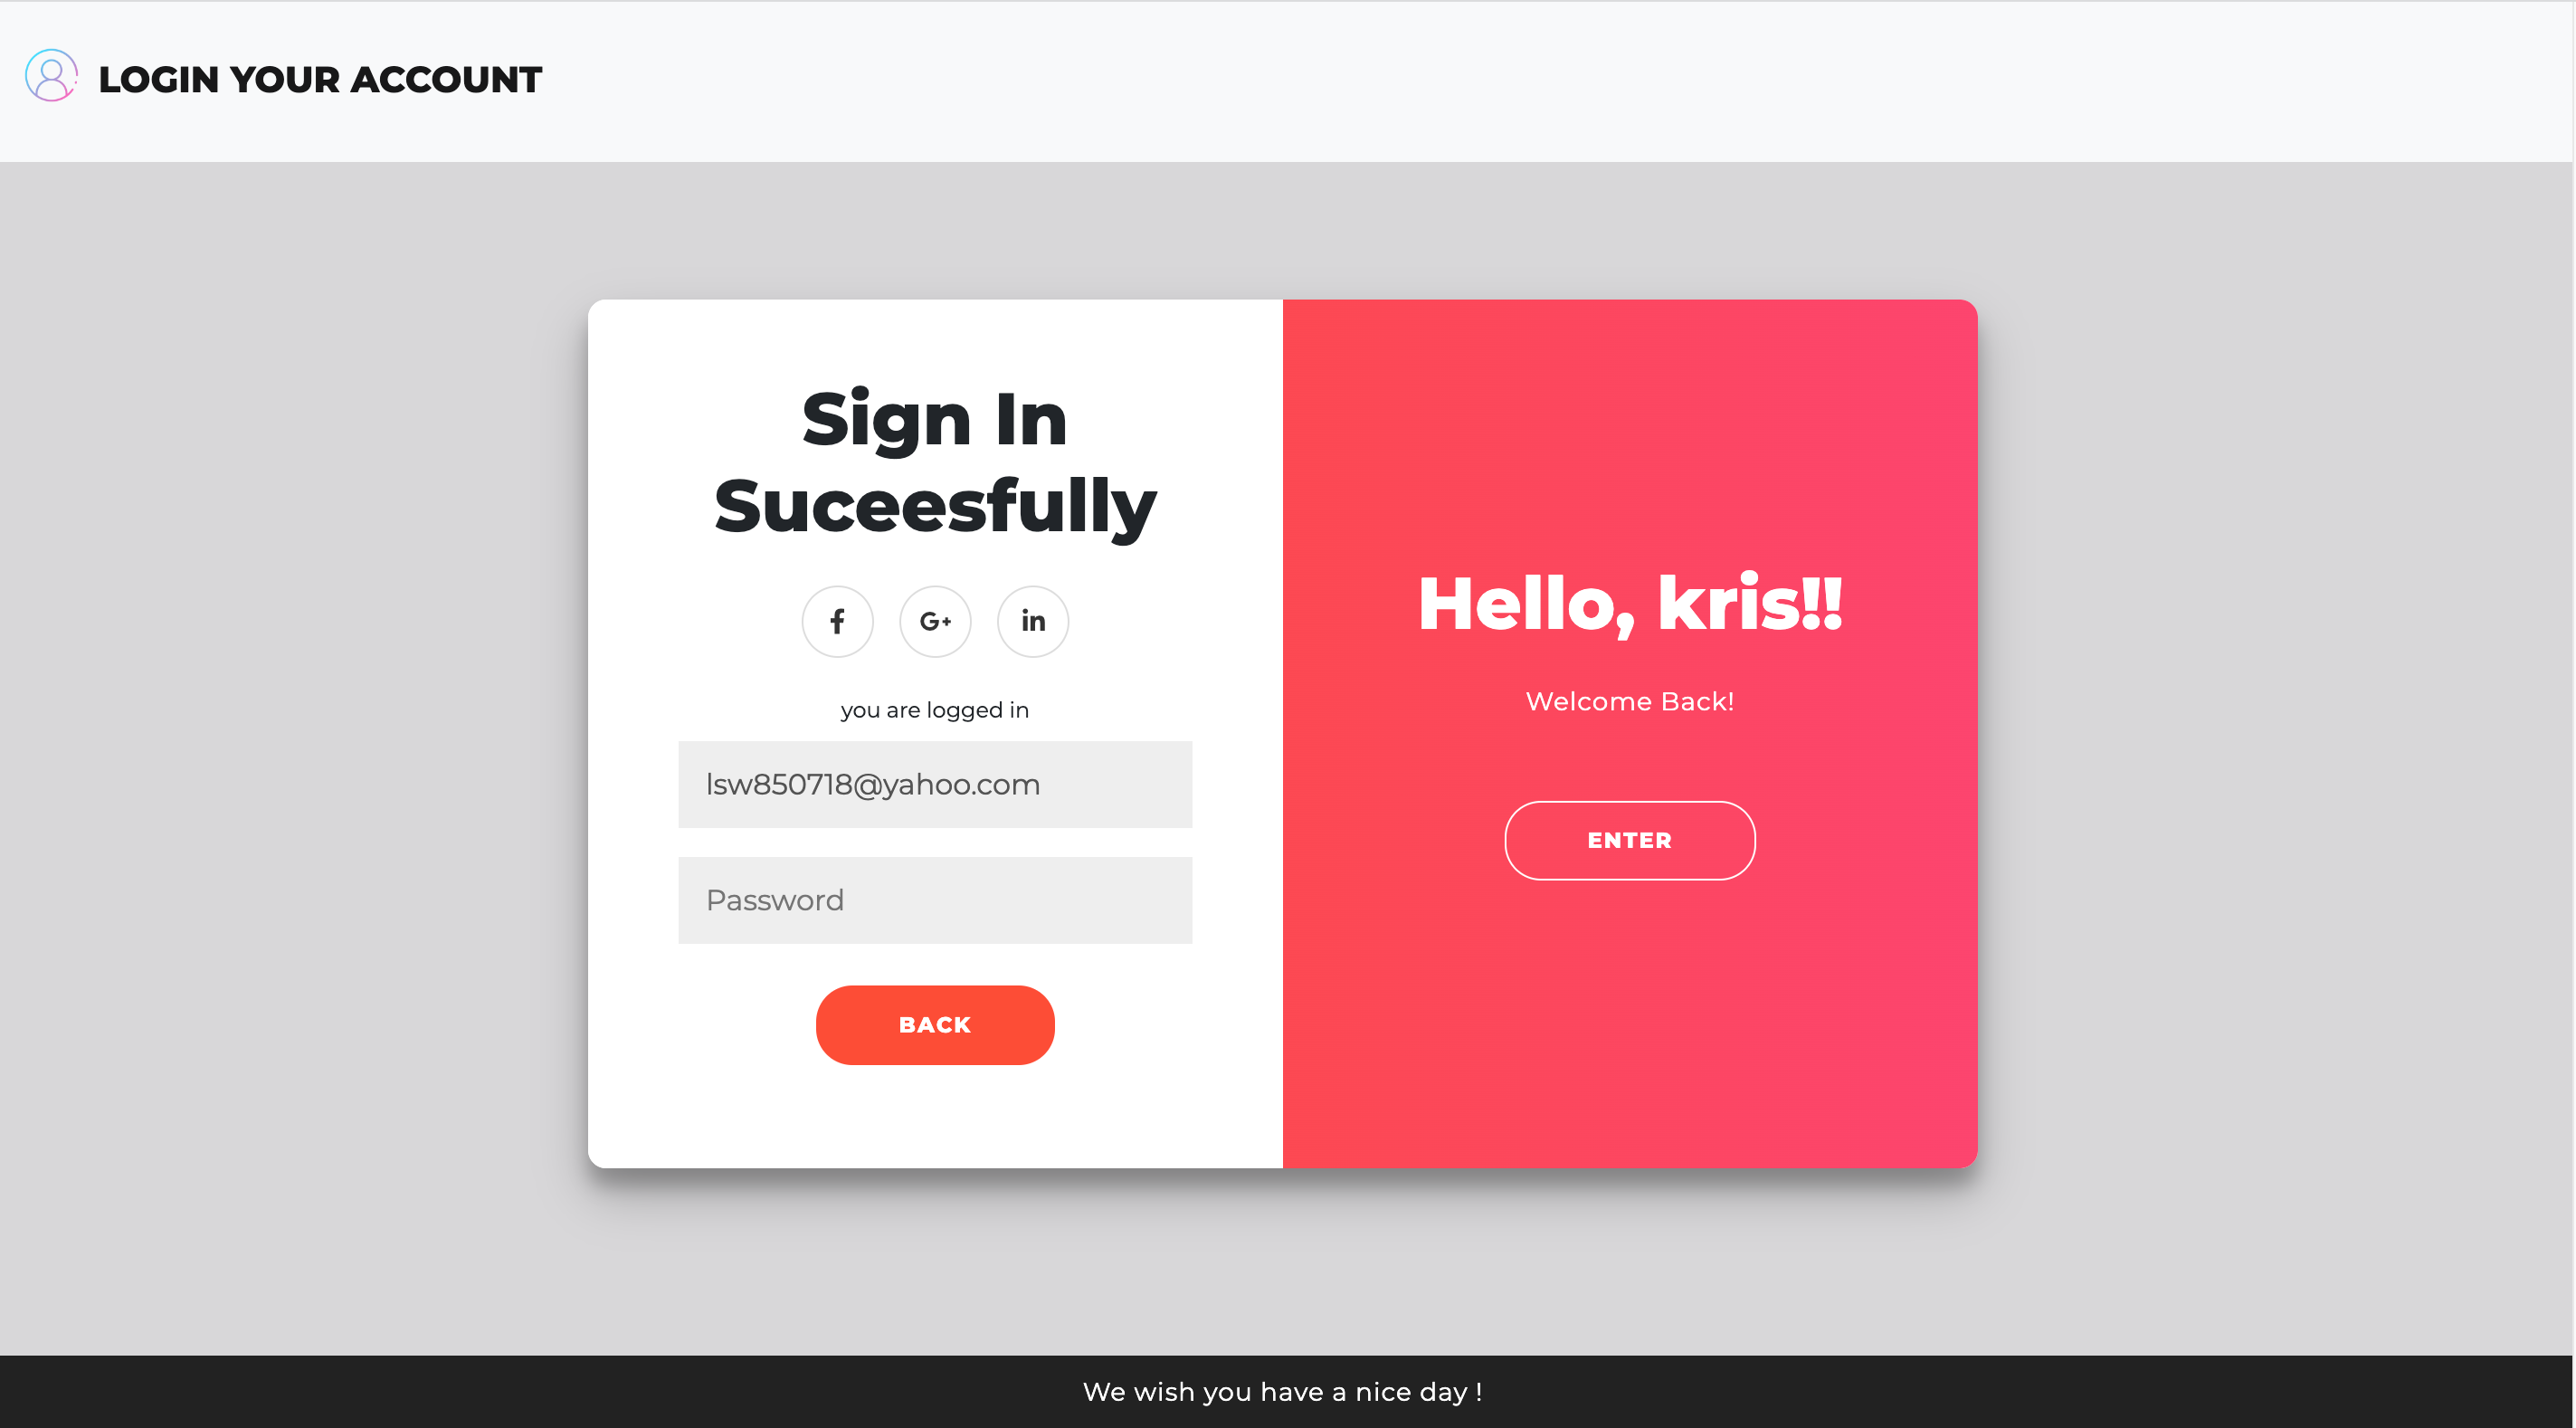 LOGIN YOUR ACCOUNT
Sign In
Suceesfully
f G+ in
you are logged in
lsw850718@yahoo.com
Password
BACK
Hello, kris!!
Welcome Back!
ENTER
We wish you have a nice day !